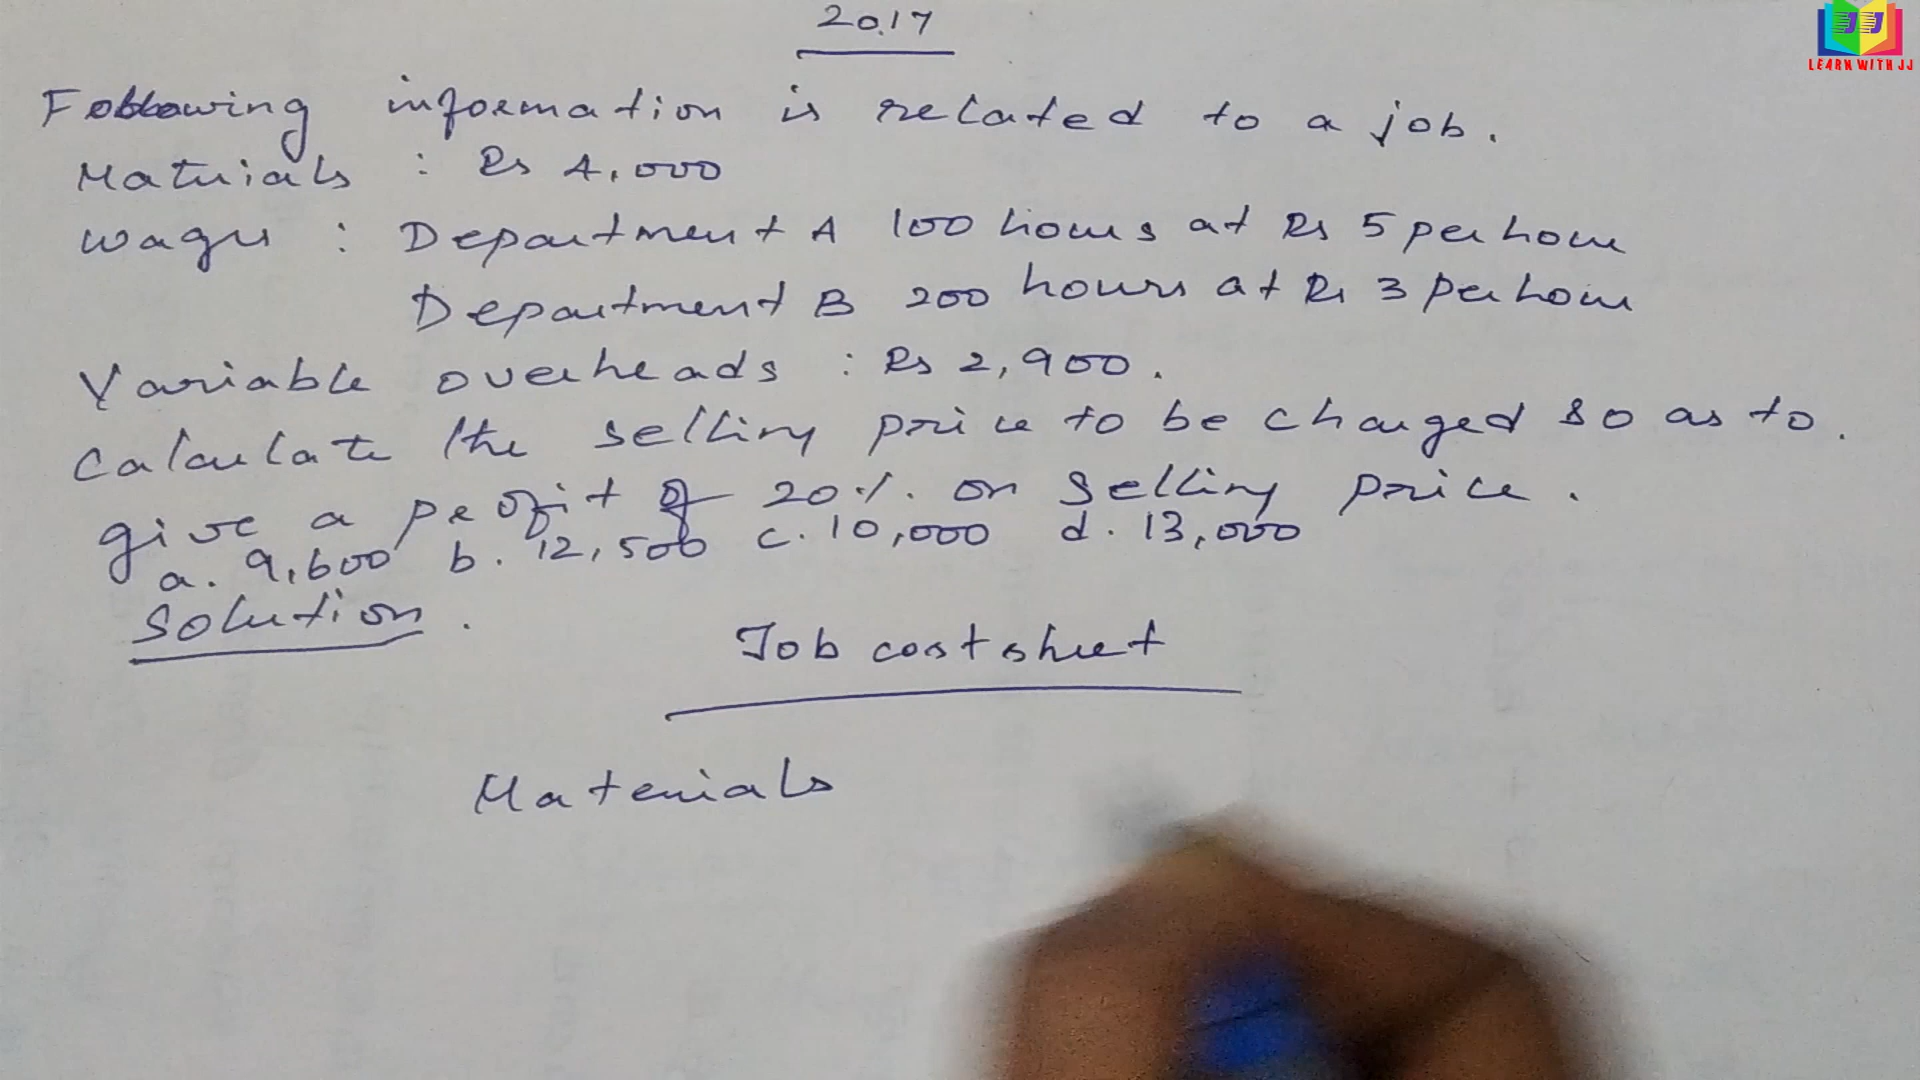 2017
LEARN WITH JJ
Following information is related to a job.
Materials : Rs 4,000
Wages : Department A 100 hours at Rs 5 per hour
Department B 200 hours at Rs 3 per hour
Variable overheads : Rs 2,900.
Calculate the selling price to be charged so as to.
give a profit of 20%. on selling price.
a. 9,600 b. 12,500 c. 10,000 d. 13,000
Solution.
Job cost sheet
Materials